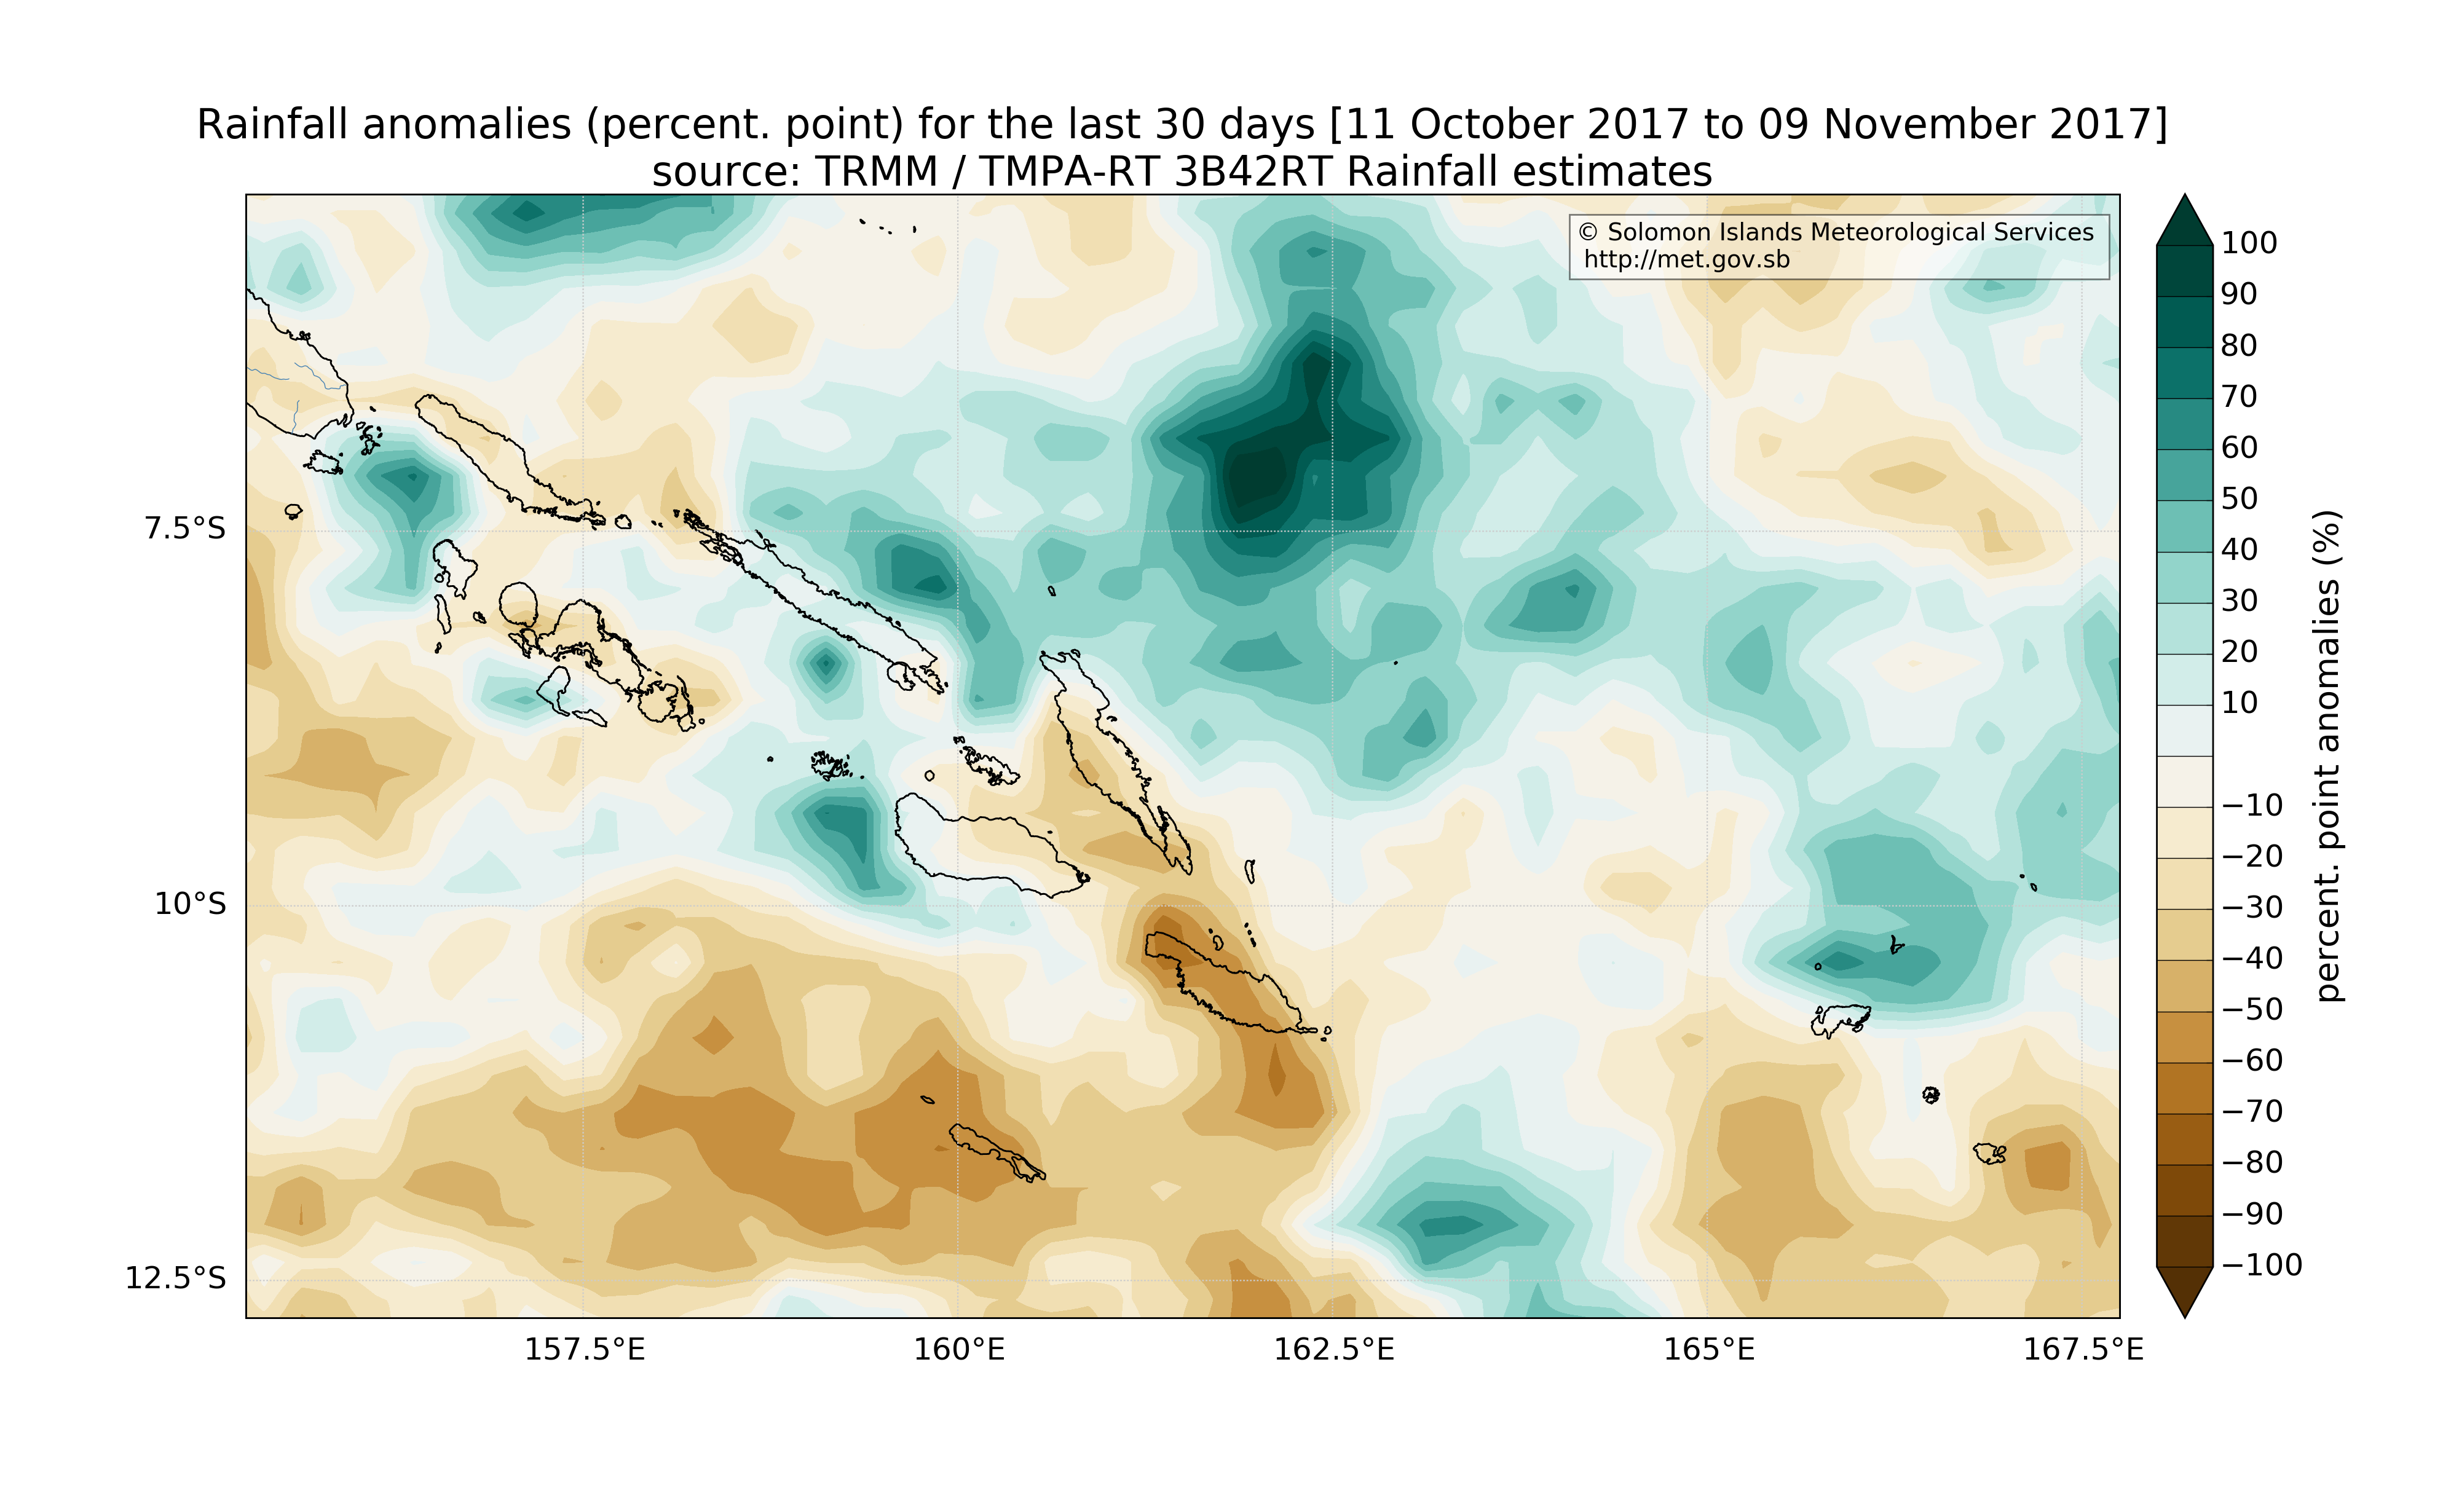 Rainfall anomalies (percent. point) for the last 30 days [11 October 2017 to 09 November 2017]
source: TRMM / TMPA-RT 3B42RT Rainfall estimates
© Solomon Islands Meteorological Services
http://met.gov.sb
7.5°S
10°S
12.5°S
157.5°E
160°E
162.5°E
165°E
167.5°E
100
90
80
70
60
50
40
30
20
10
−10
−20
−30
−40
−50
−60
−70
−80
−90
−100
percent. point anomalies (%)